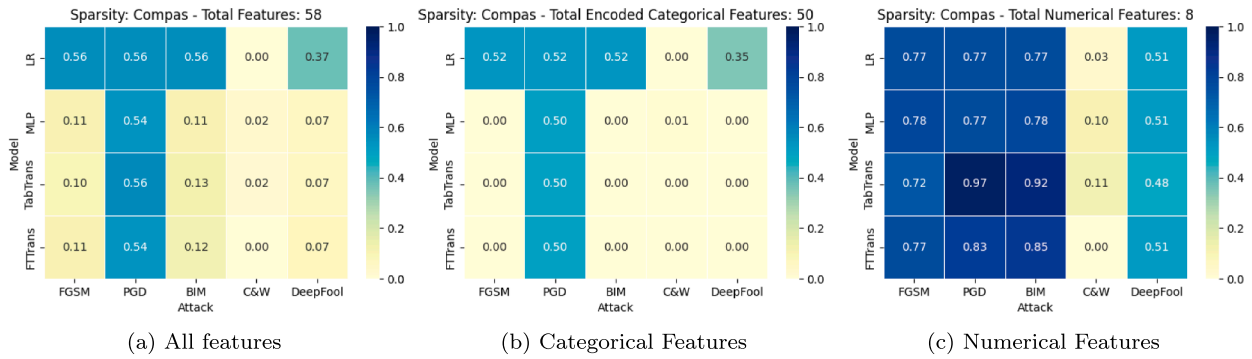 Sparsity: Compas - Total Features: 58
LR 0.56 0.56 0.56 0.00 0.37
MLP 0.11 0.54 0.11 0.02 0.07
TabTrans 0.10 0.56 0.13 0.02 0.07
FTTrans 0.11 0.54 0.12 0.00 0.07
Model
FGSM PGD BIM C&W DeepFool
Attack
1.0
0.8
0.6
0.4
0.2
0.0
(a) All features
Sparsity: Compas - Total Encoded Categorical Features: 50
LR 0.52 0.52 0.52 0.00 0.35
MLP 0.00 0.50 0.00 0.01 0.00
TabTrans 0.00 0.50 0.00 0.00 0.00
FTTrans 0.00 0.50 0.00 0.00 0.00
Model
FGSM PGD BIM C&W DeepFool
Attack
1.0
0.8
0.6
0.4
0.2
0.0
(b) Categorical Features
Sparsity: Compas - Total Numerical Features: 8
LR 0.77 0.77 0.77 0.03 0.51
MLP 0.78 0.77 0.78 0.10 0.51
TabTrans 0.72 0.97 0.92 0.11 0.48
FTTrans 0.77 0.83 0.85 0.00 0.51
Model
FGSM PGD BIM C&W DeepFool
Attack
1.0
0.8
0.6
0.4
0.2
0.0
(c) Numerical Features